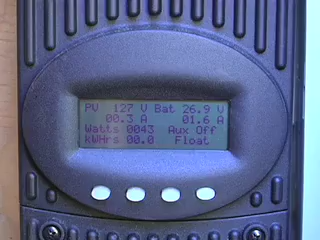 PV 127 V Bat 26.9 V
00.3 A 01.6 A
Watts 0043 Aux Off
kWHrs 00.0 Float